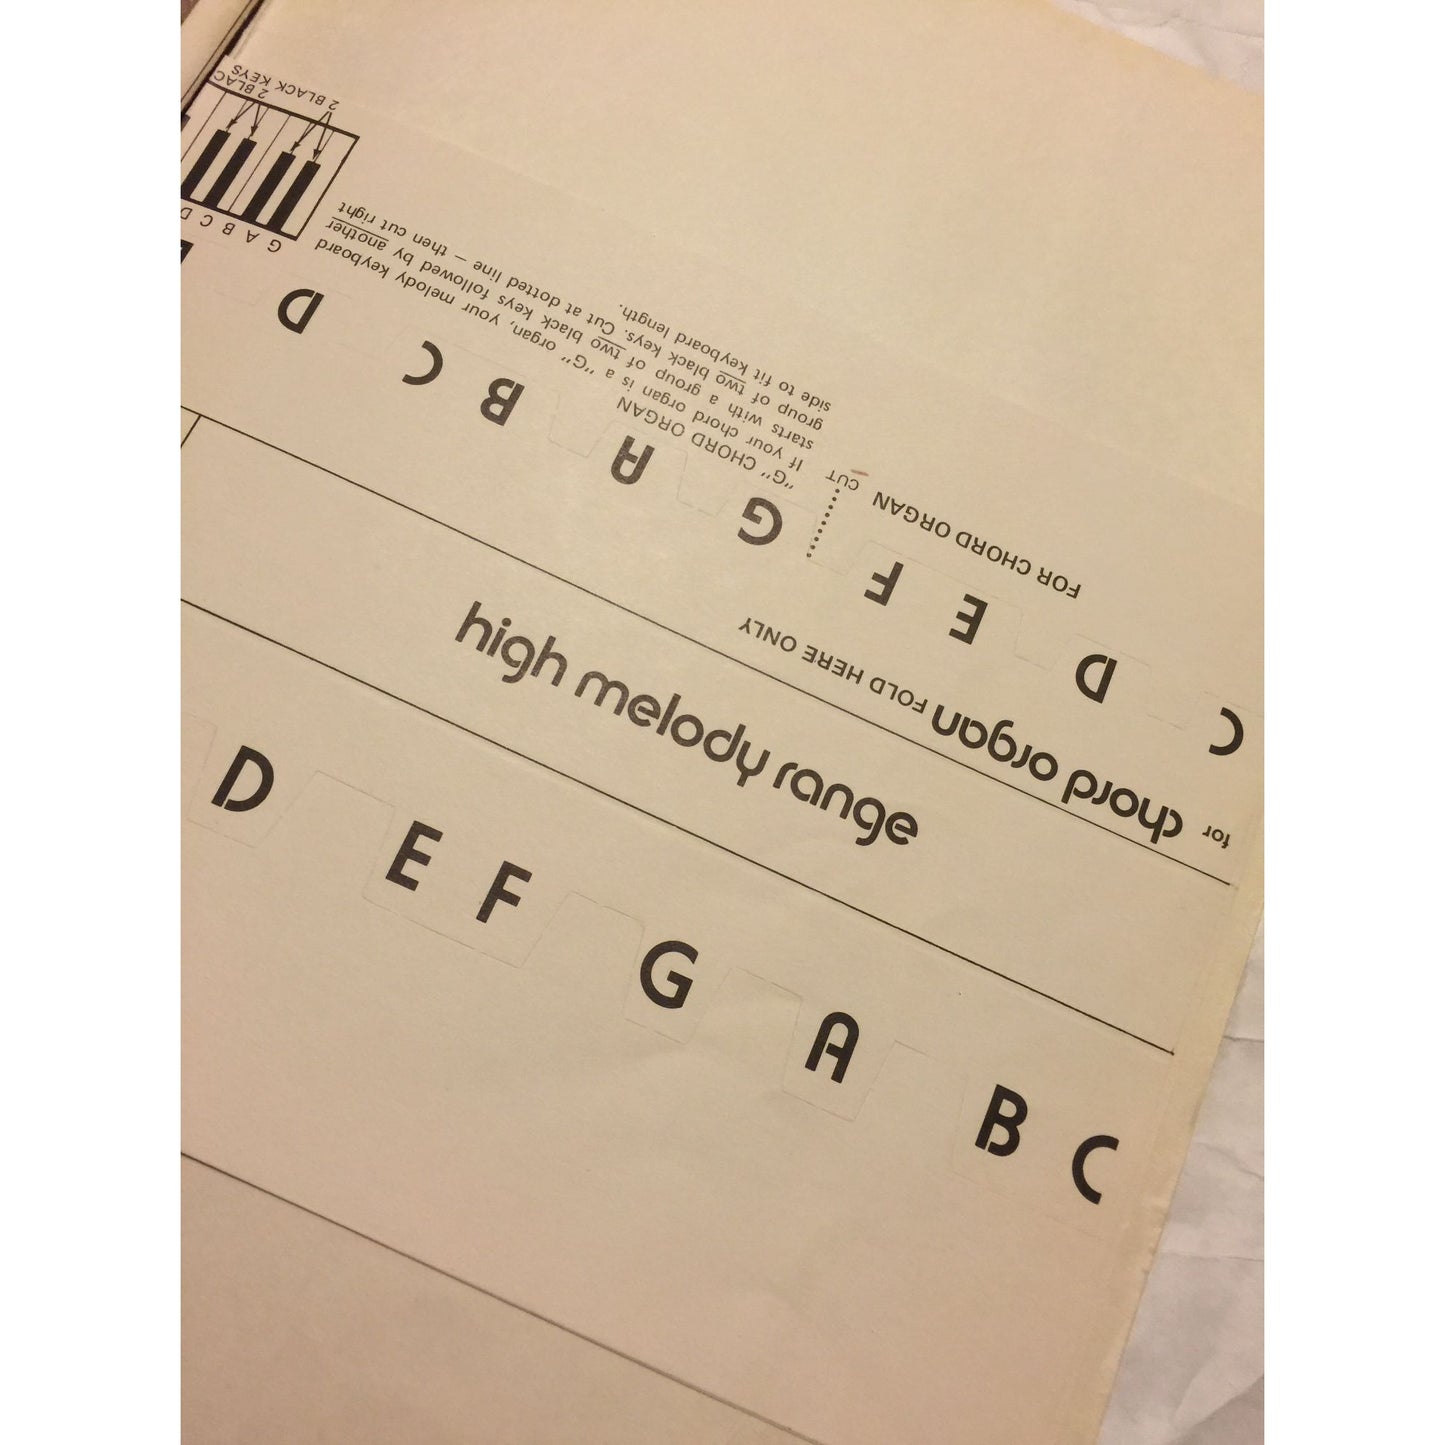 high melody range
D E F G A B C
for chord organ FOLD HERE ONLY
C D E F G A B C D
FOR CHORD ORGAN
CUT
"G" CHORD ORGAN
If your chord organ is a "G" organ, your melody keyboard
starts with a group of two black keys followed by another
group of two black keys. Cut at dotted line – then cut right
side to fit keyboard length.
G A B C D
2 BLACK KEYS
2 BLAC